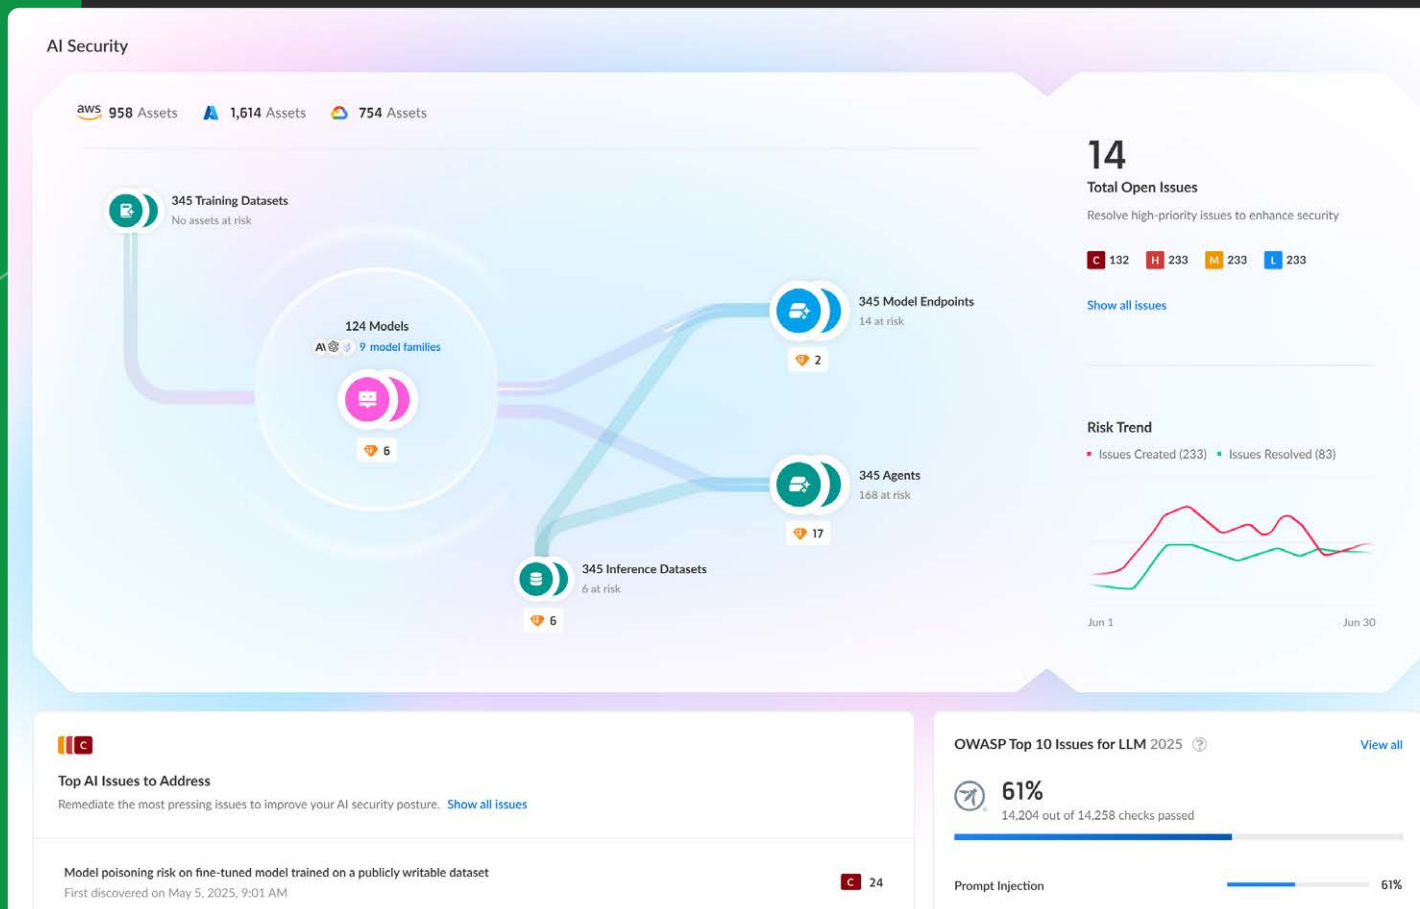 AI Security
aws 958 Assets 1,614 Assets 754 Assets
345 Training Datasets
No assets at risk
124 Models
A\ 9 model families
6
345 Model Endpoints
14 at risk
2
345 Agents
168 at risk
17
345 Inference Datasets
6 at risk
6
14
Total Open Issues
Resolve high-priority issues to enhance security
C 132 H 233 M 233 L 233
Show all issues
Risk Trend
Issues Created (233) Issues Resolved (83)
Jun 1 Jun 30
C
Top AI Issues to Address
Remediate the most pressing issues to improve your AI security posture. Show all issues
Model poisoning risk on fine-tuned model trained on a publicly writable dataset
First discovered on May 5, 2025, 9:01 AM
C 24
OWASP Top 10 Issues for LLM 2025 ? View all
61%
14,204 out of 14,258 checks passed
Prompt Injection 61%